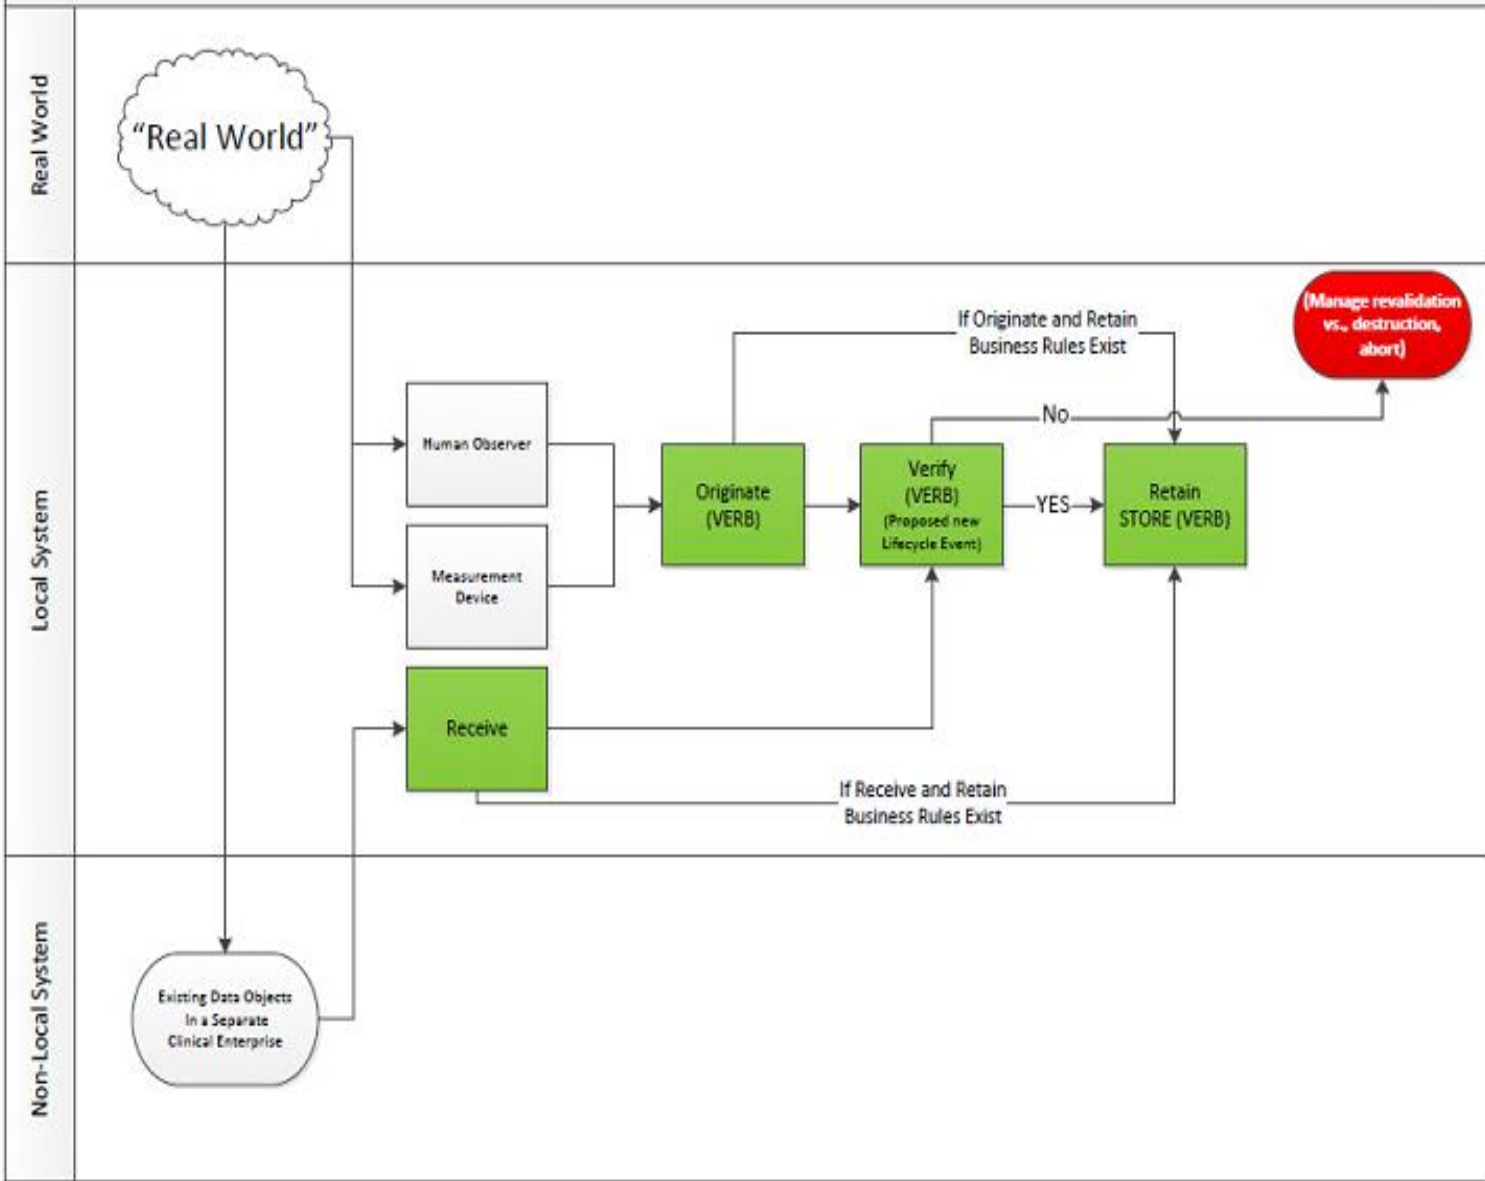 Real World
“Real World”
Local System
(Manage revalidation
vs., destruction,
abort)
If Originate and Retain
Business Rules Exist
No
Human Observer
Originate
(VERB)
Verify
(VERB)
(Proposed new
Lifecycle Event)
YES
Retain
STORE (VERB)
Measurement
Device
Receive
If Receive and Retain
Business Rules Exist
Non-Local System
Existing Data Objects
In a Separate
Clinical Enterprise